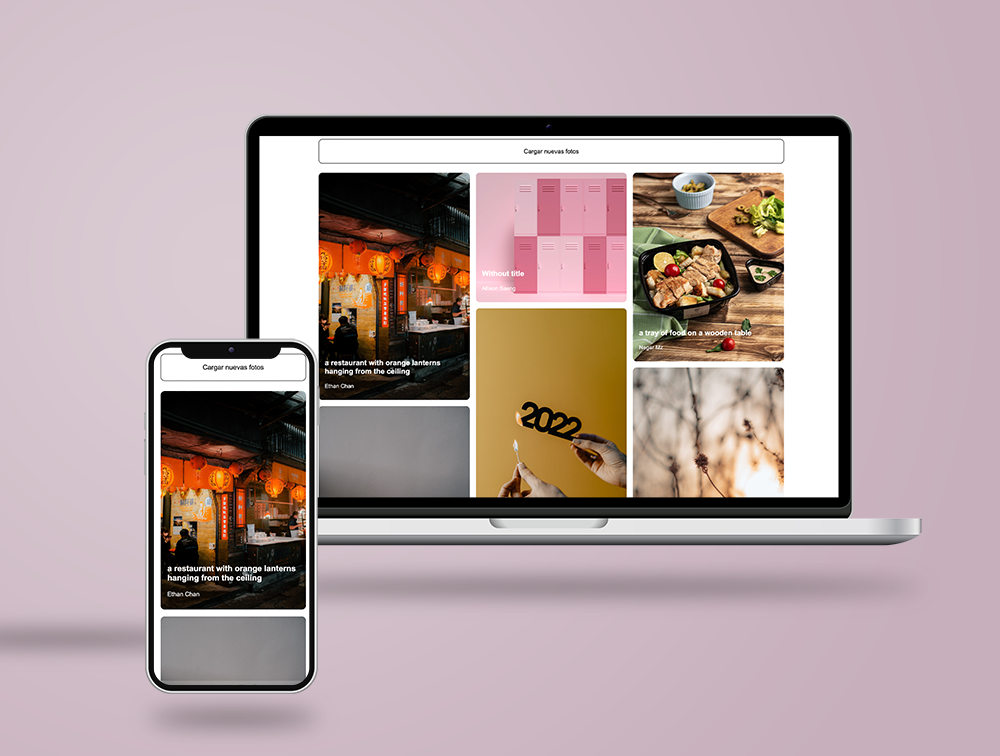 Cargar nuevas fotos
Without title
a tray of food on a wooden table
Negar Mz
a restaurant with orange lanterns
hanging from the ceiling
Ethan Chan
2022
Cargar nuevas fotos
a restaurant with orange lanterns
hanging from the ceiling
Ethan Chan